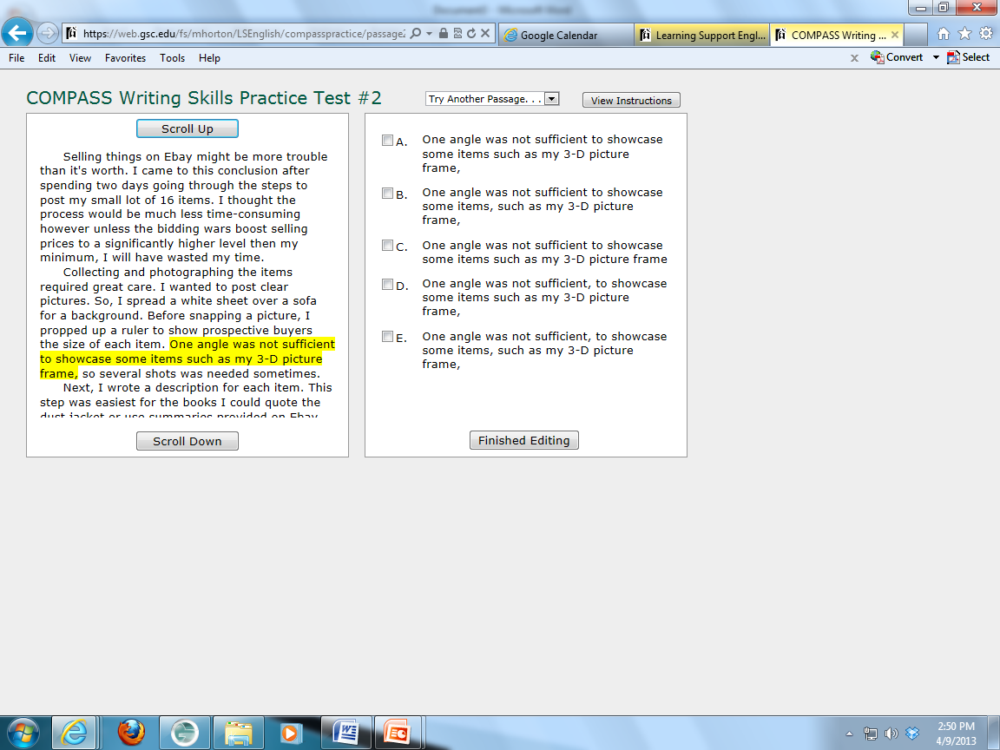 Document1 - Microsoft Word
https://web.gsc.edu/fs/mhorton/LSEnglish/compasspractice/passage2
Google Calendar
Learning Support Engl...
COMPASS Writing ...
File Edit View Favorites Tools Help
Convert
Select
COMPASS Writing Skills Practice Test #2
Try Another Passage. . .
View Instructions
Scroll Up
Selling things on Ebay might be more trouble
than it's worth. I came to this conclusion after
spending two days going through the steps to
post my small lot of 16 items. I thought the
process would be much less time-consuming
however unless the bidding wars boost selling
prices to a significantly higher level then my
minimum, I will have wasted my time.
Collecting and photographing the items
required great care. I wanted to post clear
pictures. So, I spread a white sheet over a sofa
for a background. Before snapping a picture, I
propped up a ruler to show prospective buyers
the size of each item. One angle was not sufficient
to showcase some items such as my 3-D picture
frame, so several shots was needed sometimes.
Next, I wrote a description for each item. This
step was easiest for the books I could quote the
dust jacket or use summaries provided on Ebay
Scroll Down
A. One angle was not sufficient to showcase
some items such as my 3-D picture
frame,
B. One angle was not sufficient to showcase
some items, such as my 3-D picture
frame,
C. One angle was not sufficient to showcase
some items such as my 3-D picture frame
D. One angle was not sufficient, to showcase
some items such as my 3-D picture
frame,
E. One angle was not sufficient, to showcase
some items, such as my 3-D picture
frame,
Finished Editing
2:50 PM
4/9/2013